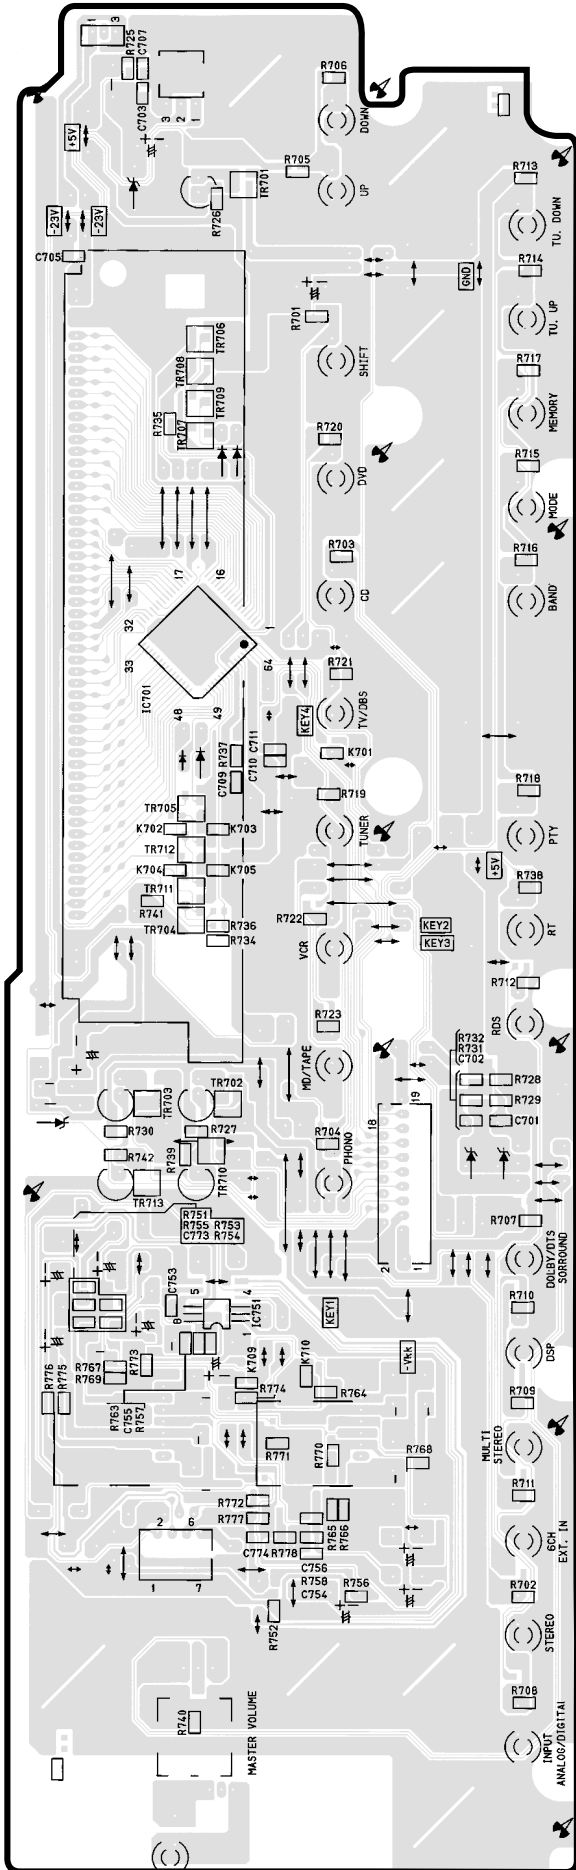 1 3
R725
C707
C703
3 2 1
R706
DOWN
+5V
R705
TR701
UP
R726
R713
TU. DOWN
-23V
-23V
C705
R714
GND
R701
TU. UP
TR706
SHIFT
TR708
R717
TR709
MEMORY
R735
TR707
R720
DVD
R715
MODE
R703
R716
17
16
CD
BAND
32
1
33
64
IC701
R721
48
49
KEY4
TV/DBS
R737
C711
C709
C710
K701
R719
R718
TR705
K702
K703
TUNER
PTY
TR712
K704
K705
+5V
TR711
R738
R741
TR704
R736
R734
R722
VCR
KEY2
KEY3
RT
R712
R723
RDS
MD/TAPE
R732
R731
C702
TR703
TR702
R728
R729
C701
19
18
R730
R727
R742
R739
R704
PHONO
TR713
TR710
R751
R755 R753
C773 R754
R707
2
1
DOLBY/DTS
SORROUND
C753
5
4
8
1
IC751
KEY1
R710
DSP
-Vkk
R776
R775
R767
R769
R773
K709
K710
R774
R764
R709
R763
C755
R757
MULTI
STEREO
R771
R770
R768
R711
R772
R777
2 6
R765
R766
6CH
EXT. IN
C774
R778
C756
R758
C754
1 7
R756
R702
R752
STEREO
R708
R740
MASTER VOLUME
INPUT
ANALOG/DIGITAl